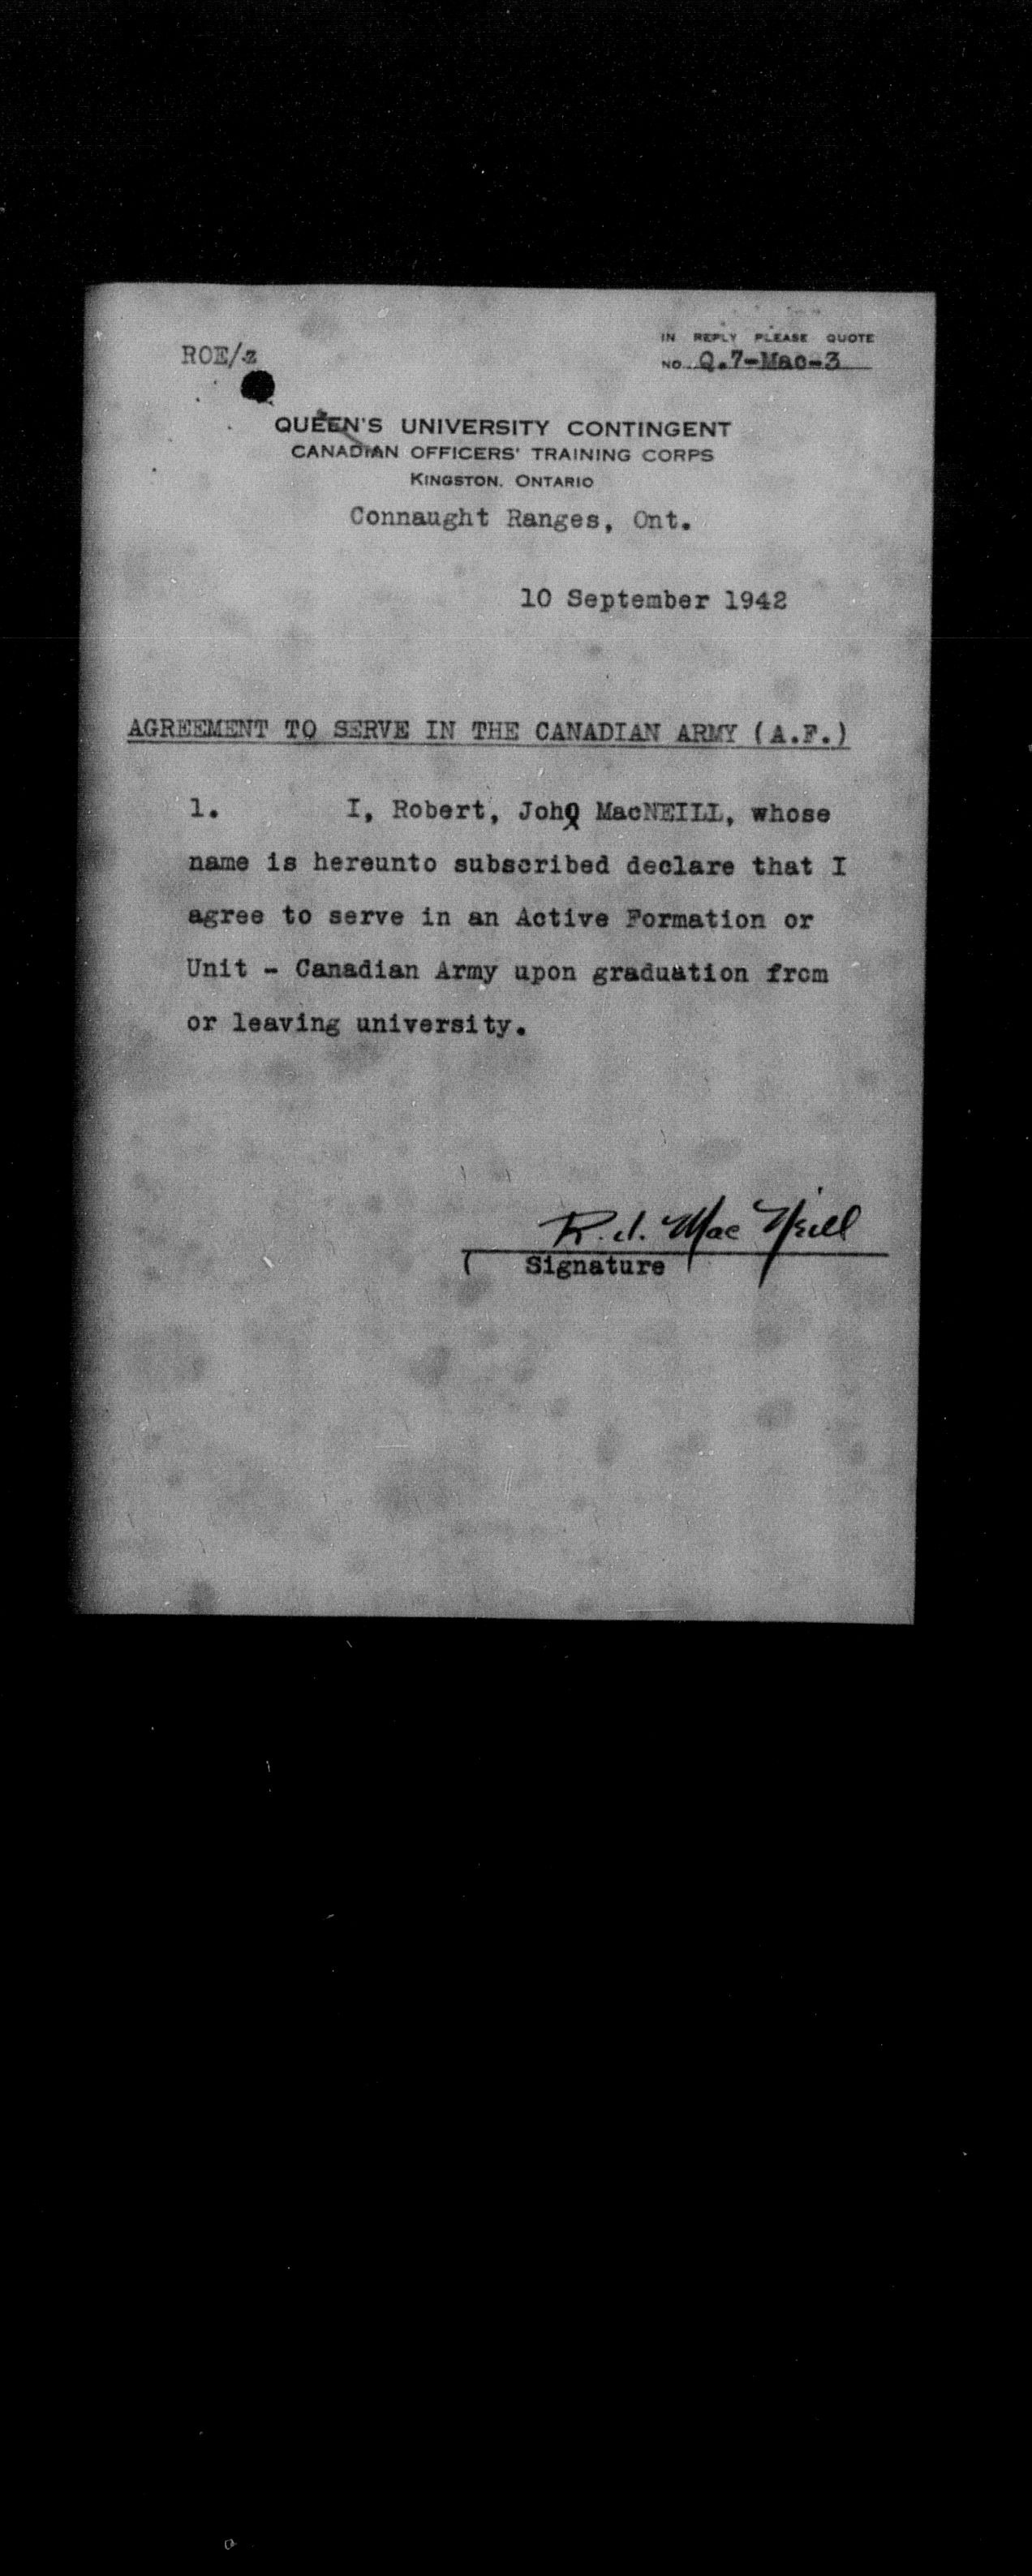 IN REPLY PLEASE QUOTE
ROE/z
NO. Q.7-Mac-3
QUEEN'S UNIVERSITY CONTINGENT
CANADIAN OFFICERS' TRAINING CORPS
KINGSTON, ONTARIO
Connaught Ranges, Ont.
10 September 1942
AGREEMENT TO SERVE IN THE CANADIAN ARMY (A.F.)
1. I, Robert, John MacNEILL, whose
name is hereunto subscribed declare that I
agree to serve in an Active Formation or
Unit - Canadian Army upon graduation from
or leaving university.
R.J. MacNeill
Signature